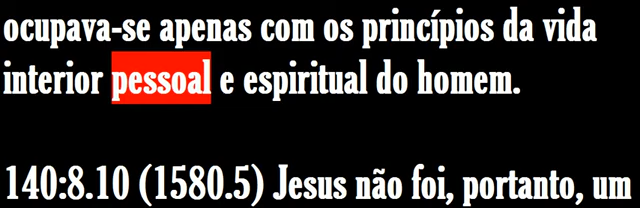 ocupava-se apenas com os princípios da vida
interior pessoal e espiritual do homem.
140:8.10 (1580.5) Jesus não foi, portanto, um